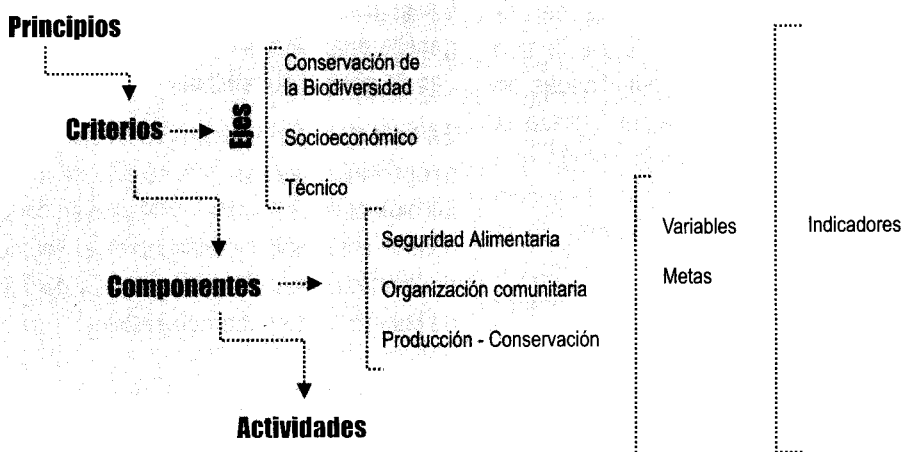 Principios
Criterios
Ejes
Conservación de
la Biodiversidad
Socioeconómico
Técnico
Componentes
Seguridad Alimentaria
Organización comunitaria
Producción - Conservación
Actividades
Variables
Metas
Indicadores